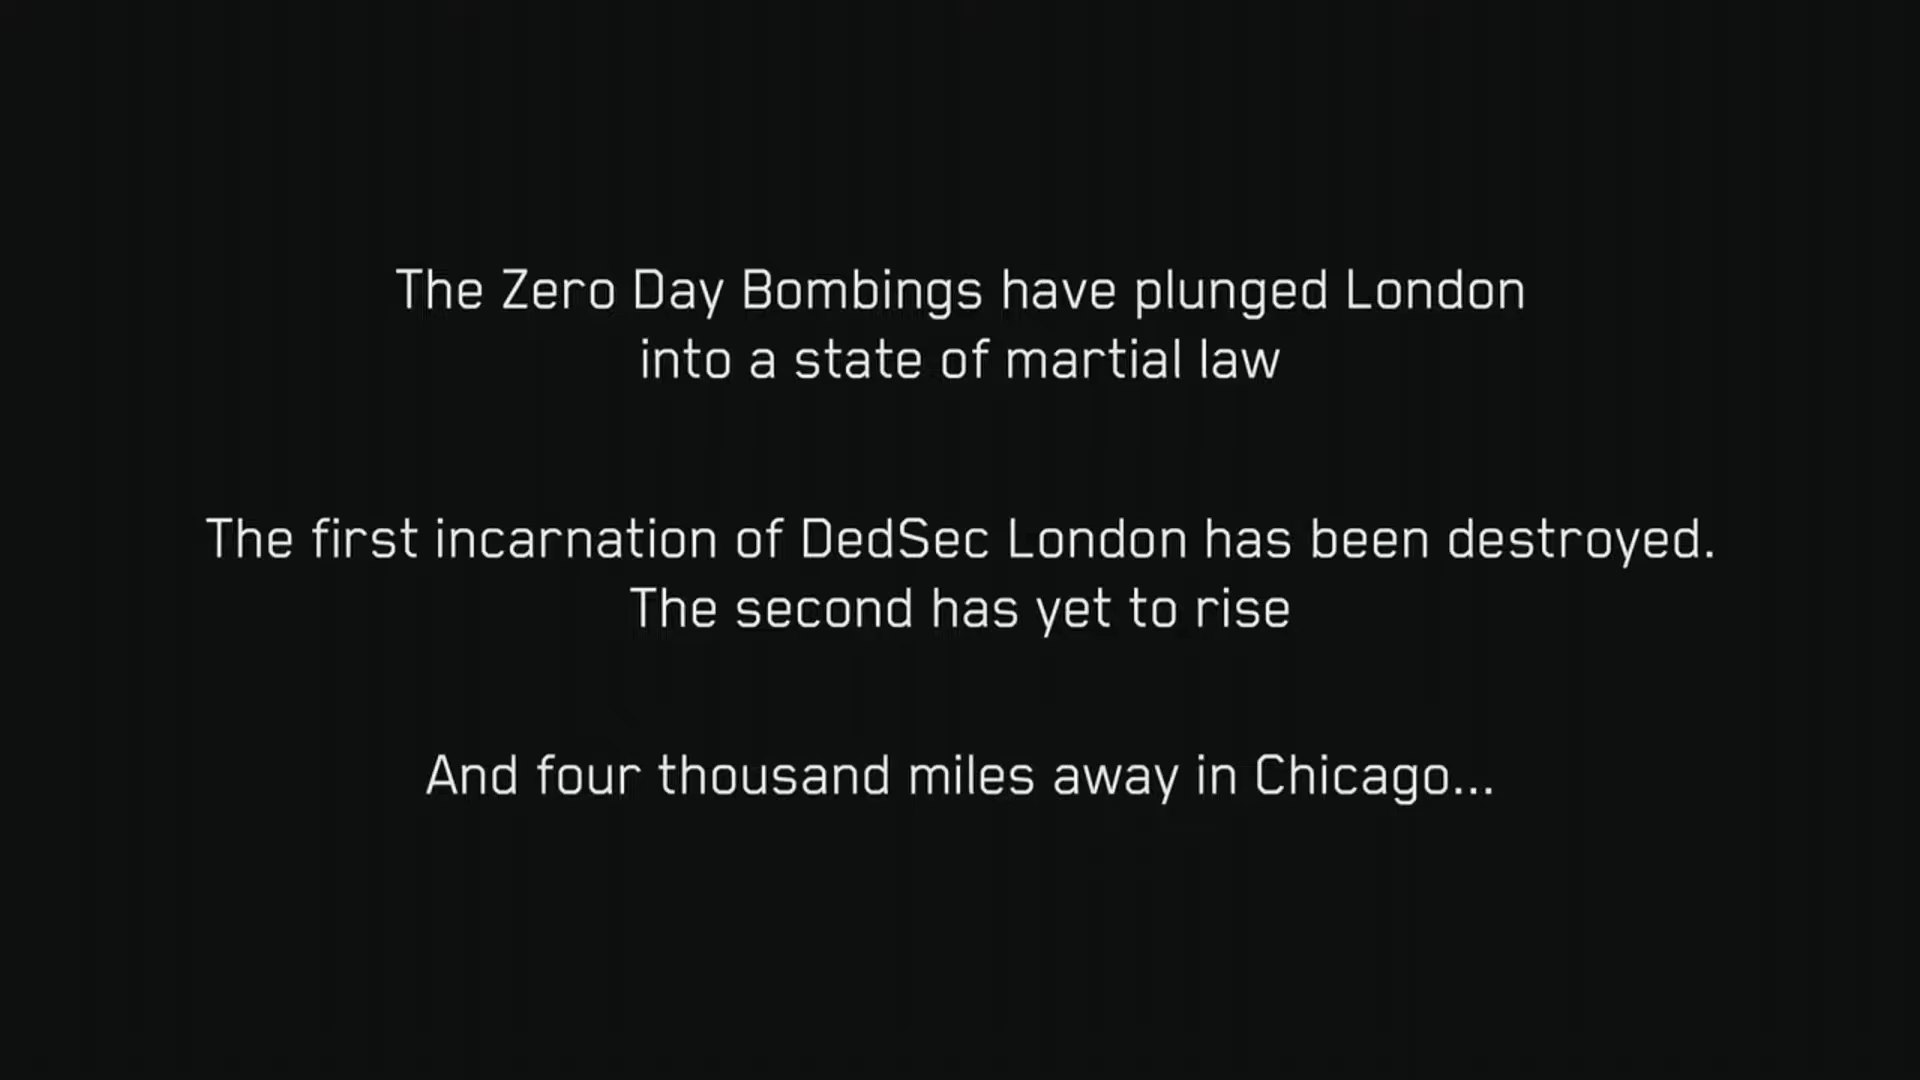 The Zero Day Bombings have plunged London
into a state of martial law
The first incarnation of DedSec London has been destroyed.
The second has yet to rise
And four thousand miles away in Chicago...